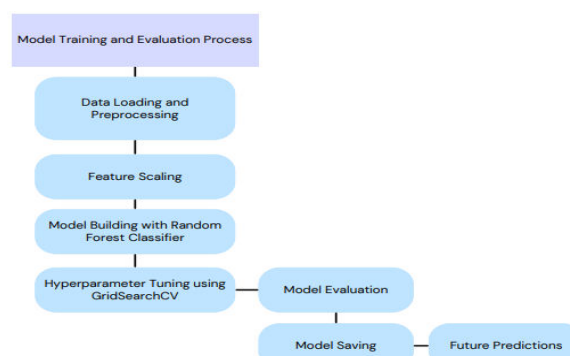 Model Training and Evaluation Process
Data Loading and
Preprocessing
Feature Scaling
Model Building with Random
Forest Classifier
Hyperparameter Tuning using
GridSearchCV
Model Evaluation
Model Saving
Future Predictions